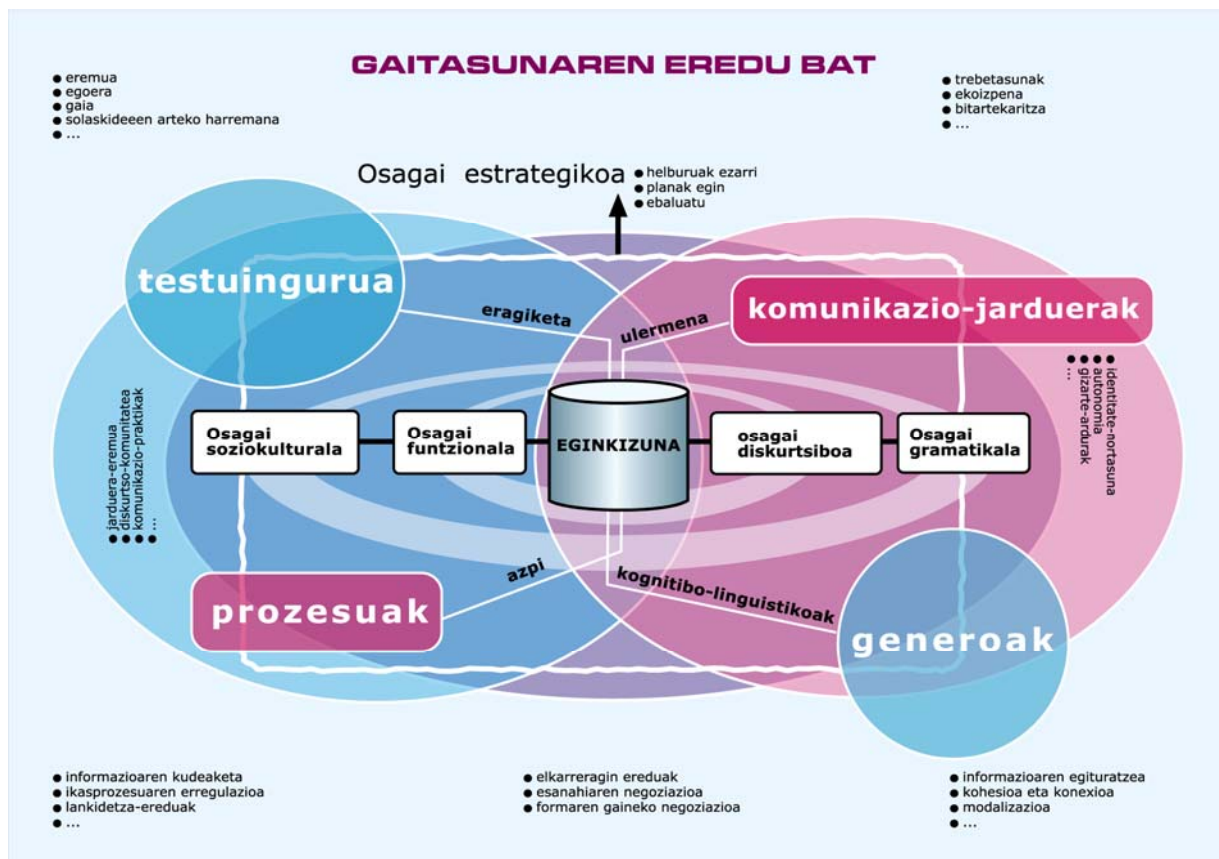 GAITASUNAREN EREDU BAT
● eremua
● egoera
● gaia
● solaskideeen arteko harremana
● ...
● trebetasunak
● ekoizpena
● bitartekaritza
● ...
Osagai estrategikoa
● helburuak ezarri
● planak egin
● ebaluatu
testuingurua
komunikazio-jarduerak
eragiketa
ulermena
● identitate-nortasuna
● autonomia
● gizarte-ardurak
● ...
Osagai
soziokulturala
Osagai
funtzionala
EGINKIZUNA
osagai
diskurtsiboa
Osagai
gramatikala
● jarduera-eremua
● diskurtso-komunitatea
● komunikazio-praktikak
● ...
azpi
kognitibo-linguistikoak
prozesuak
generoak
● informazioaren kudeaketa
● ikasprozesuaren erregulazioa
● lankidetza-ereduak
● ...
● elkarreragin ereduak
● esanahiaren negoziazioa
● formaren gaineko negoziazioa
● informazioaren egituratzea
● kohesioa eta konexioa
● modalizazioa
● ...